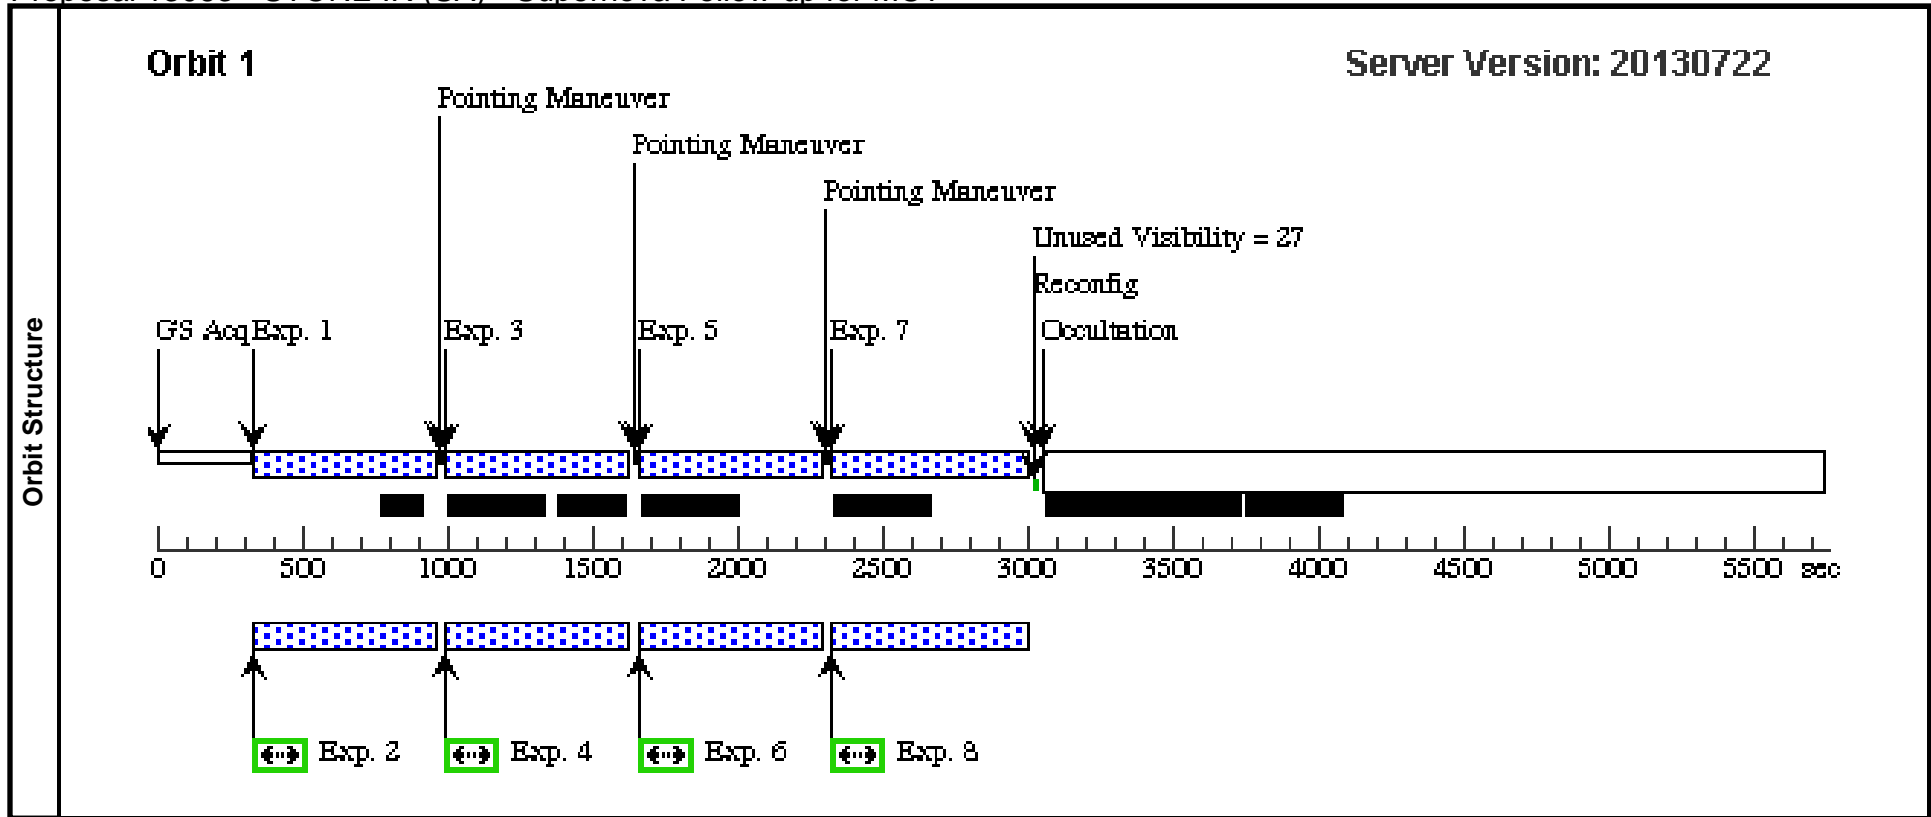 Orbit 1
Server Version: 20130722
Pointing Maneuver
Pointing Maneuver
Pointing Maneuver
Unused Visibility = 27
Reconfig
GS Acq Exp. 1 Exp. 3 Exp. 5 Exp. 7 Occultation
Orbit Structure
0 500 1000 1500 2000 2500 3000 3500 4000 4500 5000 5500 sec
Exp. 2 Exp. 4 Exp. 6 Exp. 8